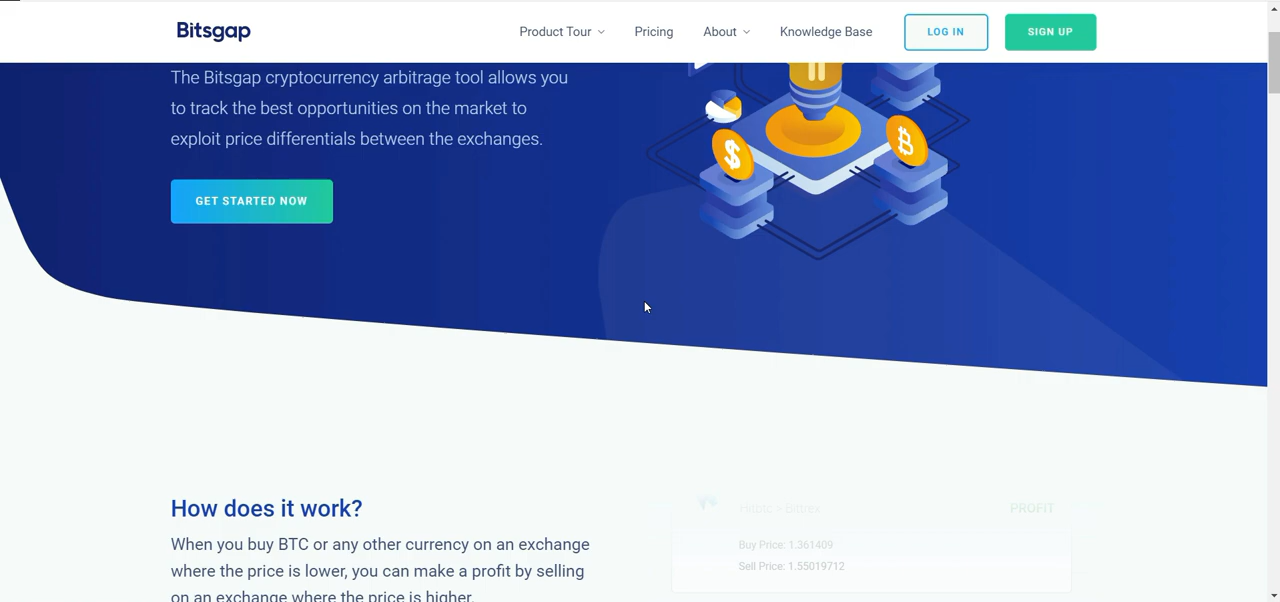 Bitsgap
Product Tour
Pricing
About
Knowledge Base
LOG IN
SIGN UP
The Bitsgap cryptocurrency arbitrage tool allows you
to track the best opportunities on the market to
exploit price differentials between the exchanges.
GET STARTED NOW
How does it work?
When you buy BTC or any other currency on an exchange
where the price is lower, you can make a profit by selling
on an exchange where the price is higher.
PROFIT
Buy Price: 1.361409
Sell Price: 1.55019712